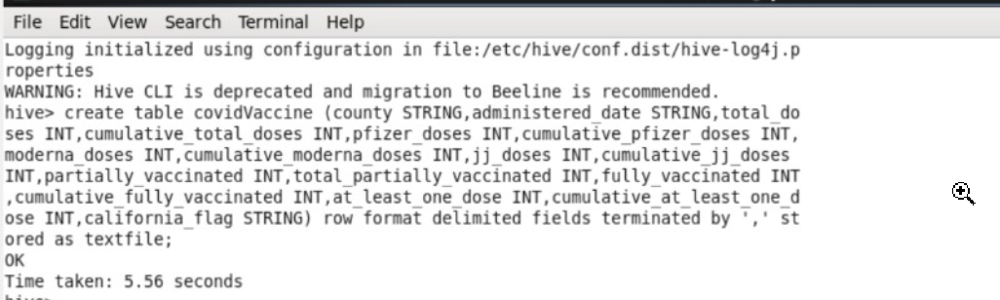 File Edit View Search Terminal Help
Logging initialized using configuration in file:/etc/hive/conf.dist/hive-log4j.p
roperties
WARNING: Hive CLI is deprecated and migration to Beeline is recommended.
hive> create table covidVaccine (county STRING,administered_date STRING,total_do
ses INT,cumulative_total_doses INT,pfizer_doses INT,cumulative_pfizer_doses INT,
moderna_doses INT,cumulative_moderna_doses INT,jj_doses INT,cumulative_jj_doses
INT,partially_vaccinated INT,total_partially_vaccinated INT,fully_vaccinated INT
,cumulative_fully_vaccinated INT,at_least_one_dose INT,cumulative_at_least_one_d
ose INT,california_flag STRING) row format delimited fields terminated by ',' st
ored as textfile;
OK
Time taken: 5.56 seconds
hive>